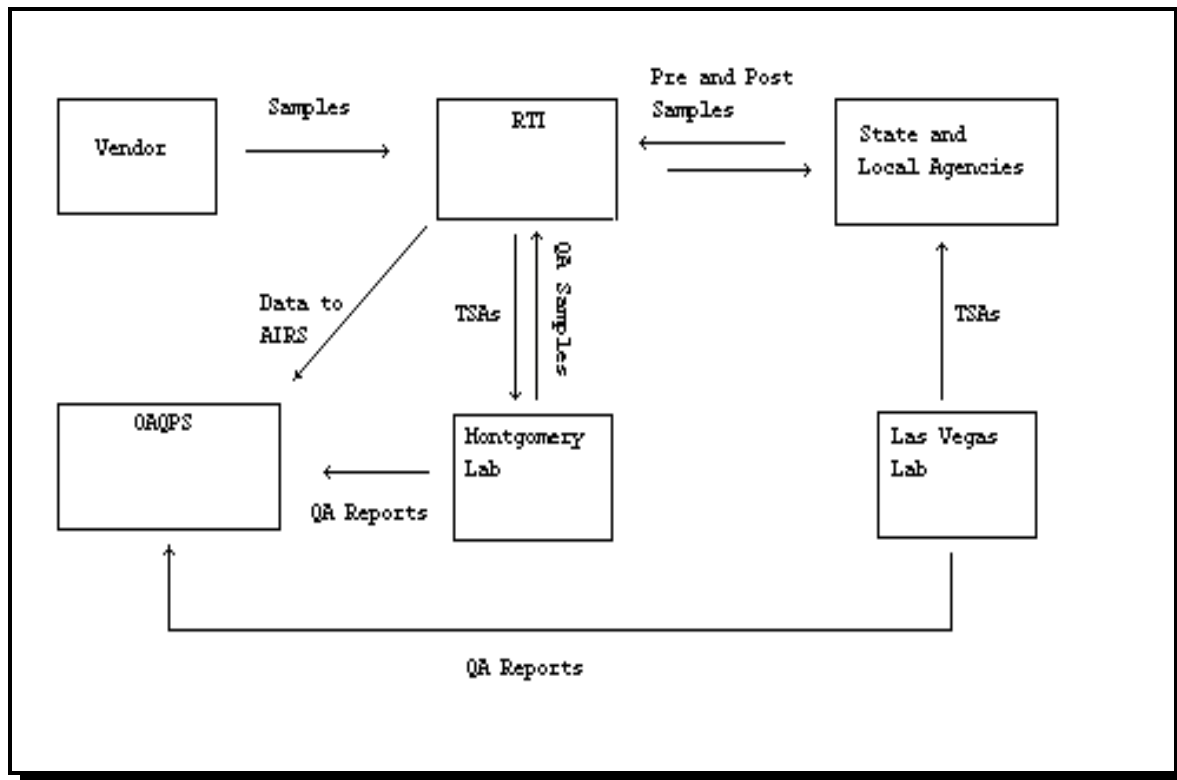 Pre and Post
Samples
Samples
Vendor
RTI
State and
Local Agencies
Data to
AIRS
TSAs
QA Samples
TSAs
OAQPS
Montgomery
Lab
Las Vegas
Lab
QA Reports
QA Reports